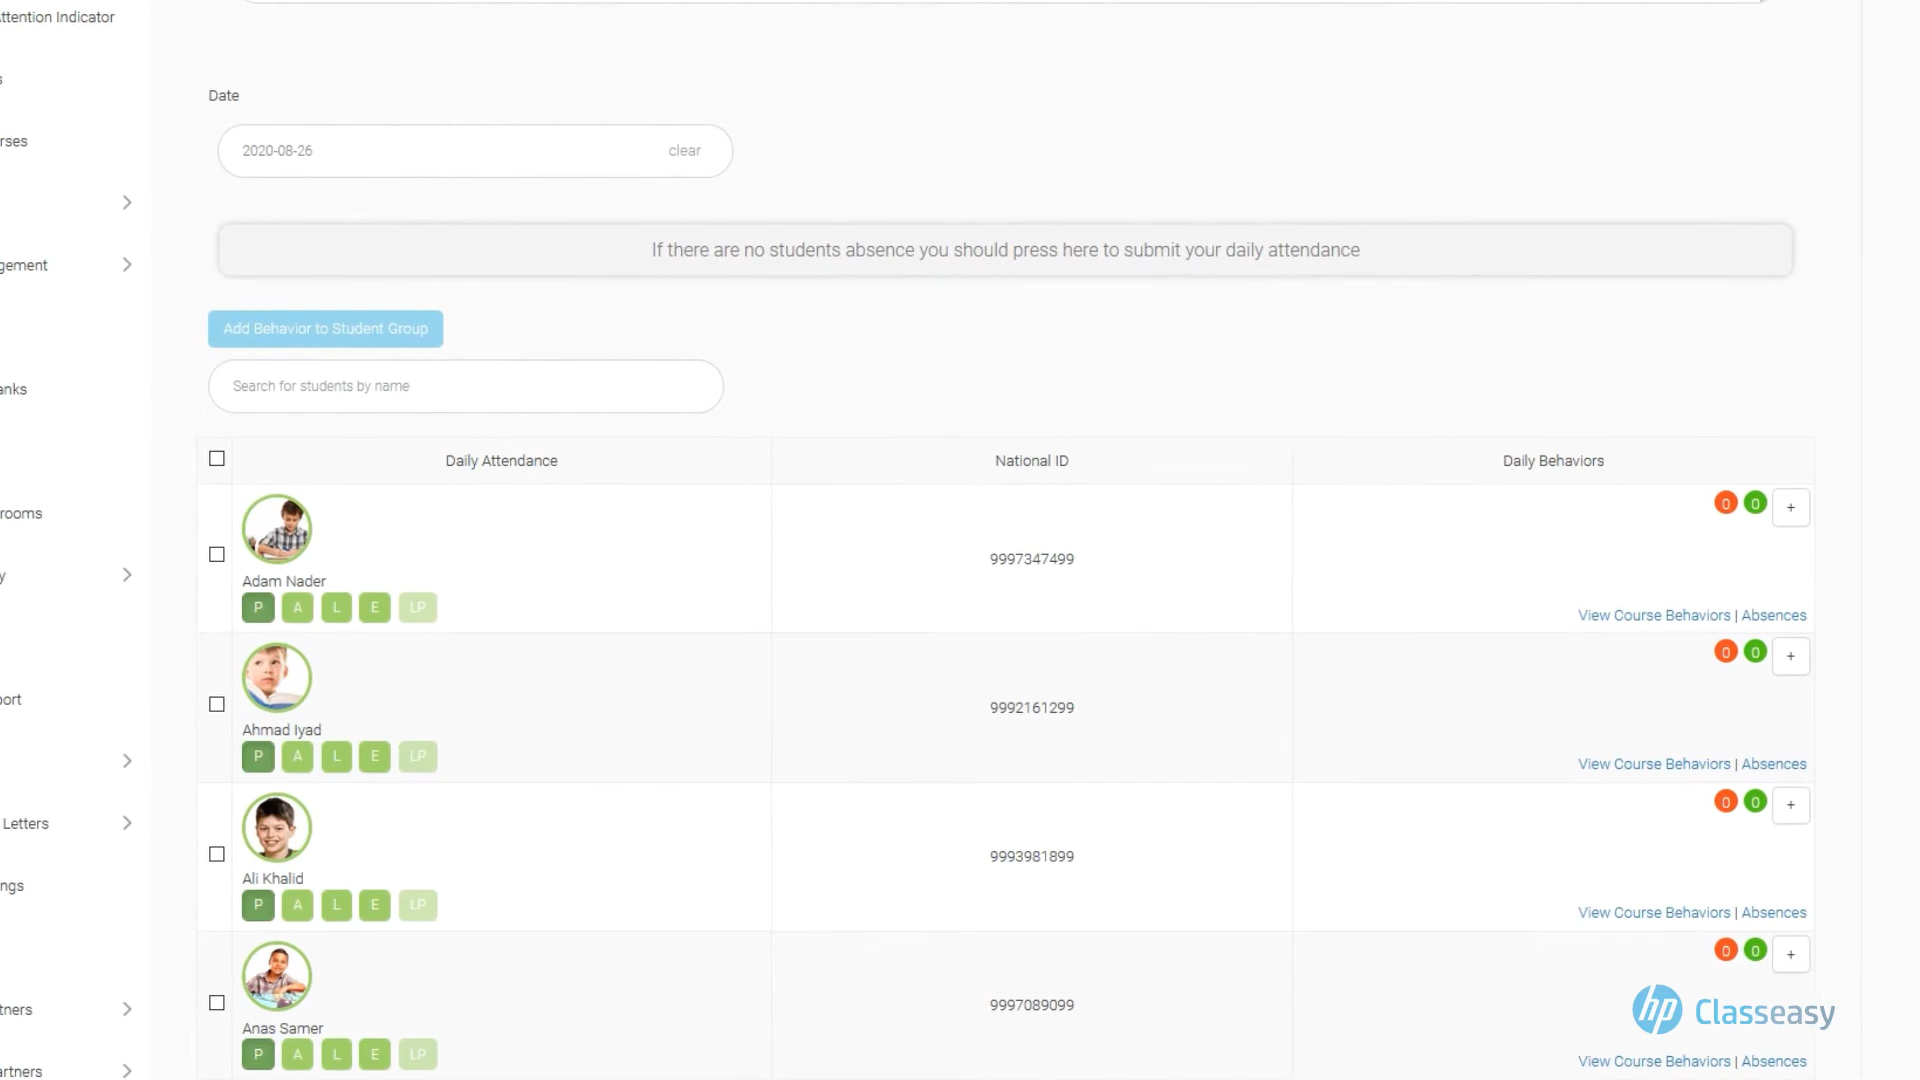 ttention Indicator
s
rses
gement
anks
rooms
y
port
Letters
ngs
tners
artners
Date
2020-08-26 clear
If there are no students absence you should press here to submit your daily attendance
Add Behavior to Student Group
Search for students by name
Daily Attendance National ID Daily Behaviors
0 0 +
Adam Nader
9997347499
P A L E LP
View Course Behaviors | Absences
0 0 +
Ahmad Iyad
9992161299
P A L E LP
View Course Behaviors | Absences
0 0 +
Ali Khalid
9993981899
P A L E LP
View Course Behaviors | Absences
0 0 +
Anas Samer
9997089099
P A L E LP
View Course Behaviors | Absences
hp Classeasy